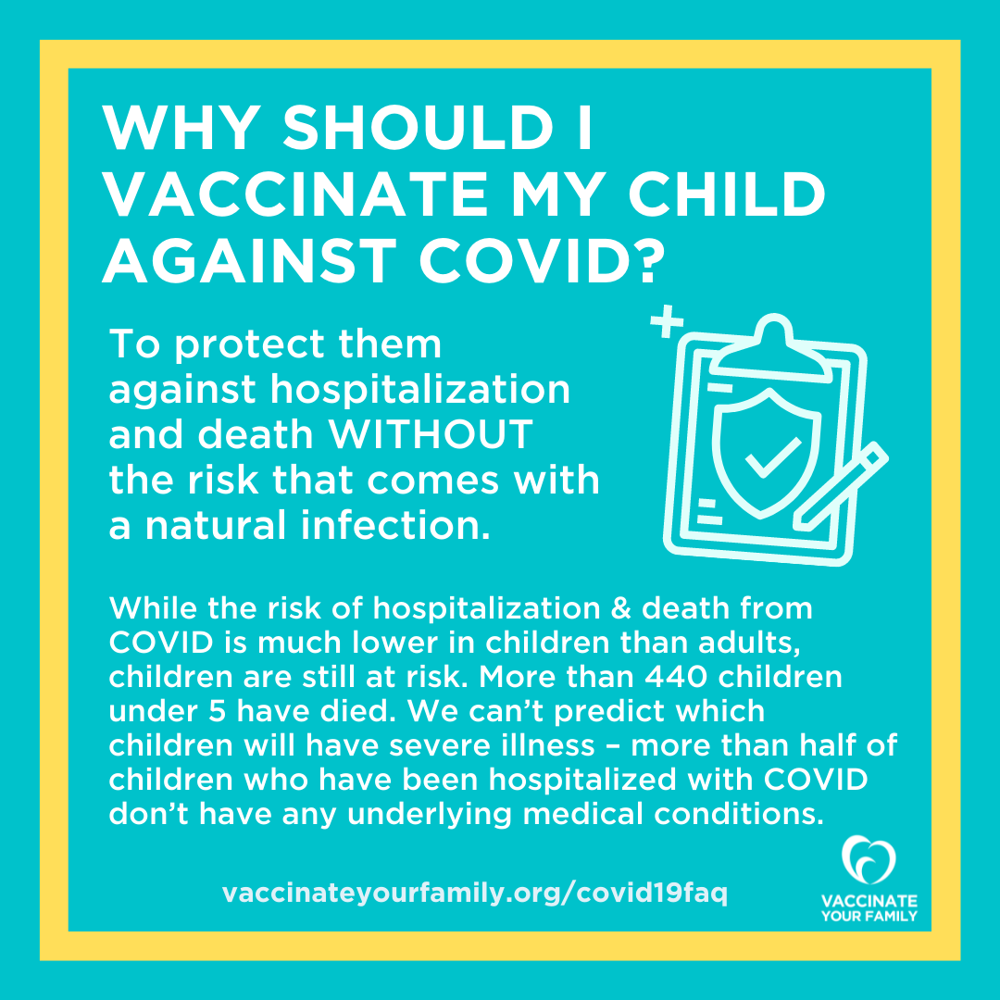 WHY SHOULD I
VACCINATE MY CHILD
AGAINST COVID?
To protect them
against hospitalization
and death WITHOUT
the risk that comes with
a natural infection.
While the risk of hospitalization & death from
COVID is much lower in children than adults,
children are still at risk. More than 440 children
under 5 have died. We can’t predict which
children will have severe illness – more than half of
children who have been hospitalized with COVID
don’t have any underlying medical conditions.
vaccinateyourfamily.org/covid19faq
VACCINATE
YOUR FAMILY